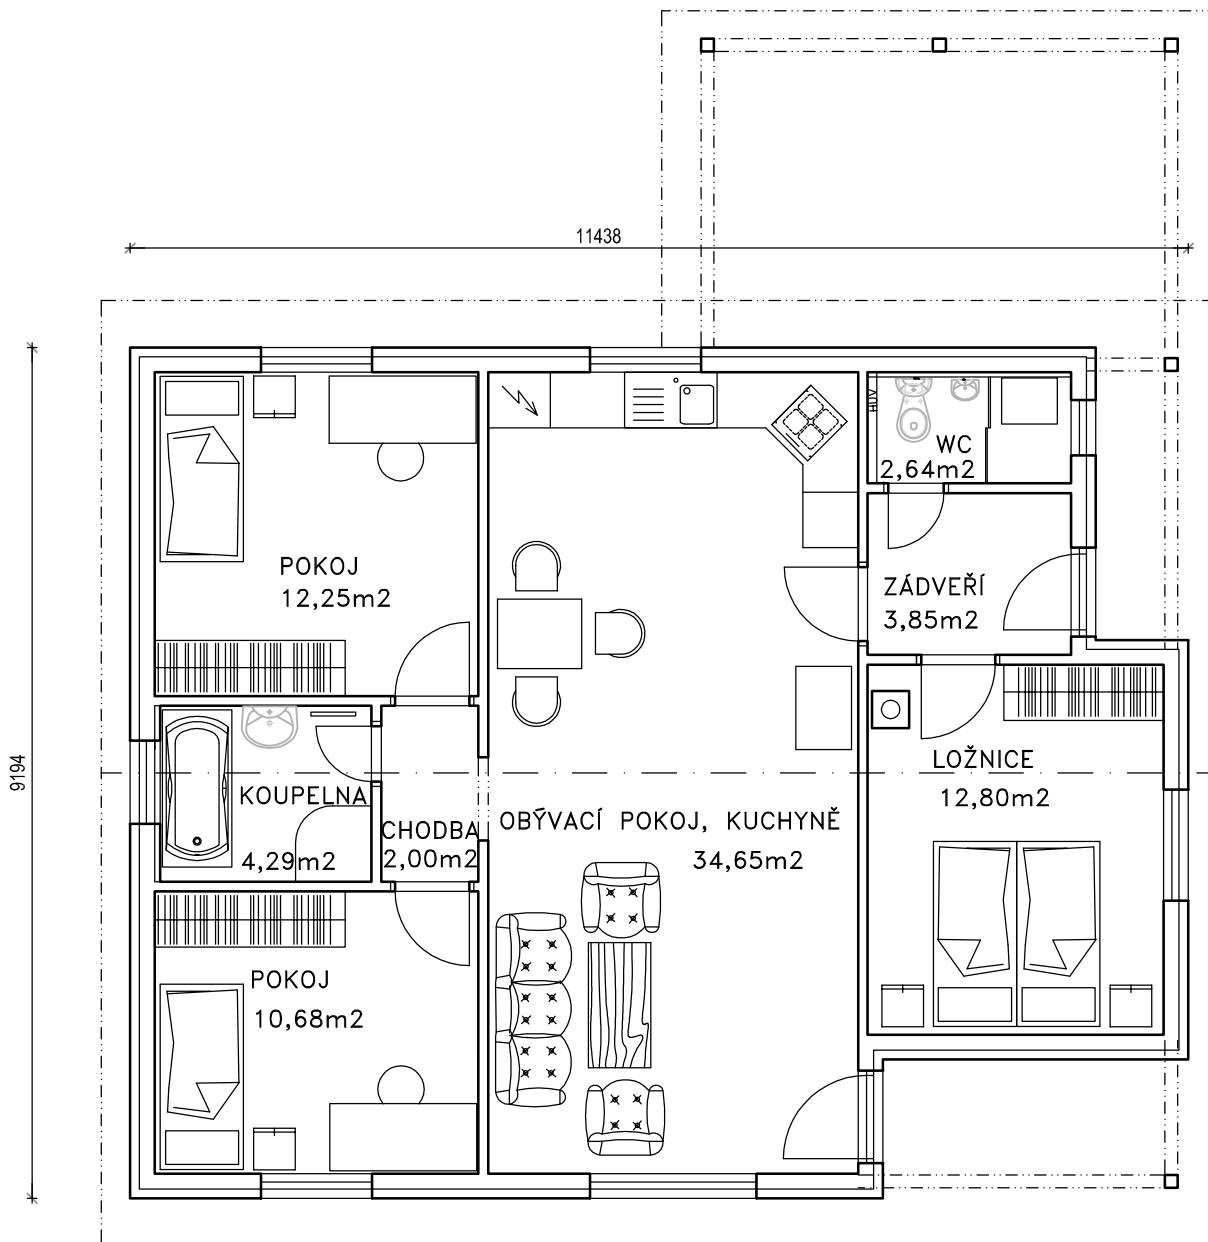 11438
9194
HUV
WC
2,64m2
POKOJ
12,25m2
ZÁDVEŘÍ
3,85m2
LOŽNICE
12,80m2
KOUPELNA
4,29m2
CHODBA
2,00m2
OBÝVACÍ POKOJ, KUCHYNĚ
34,65m2
POKOJ
10,68m2